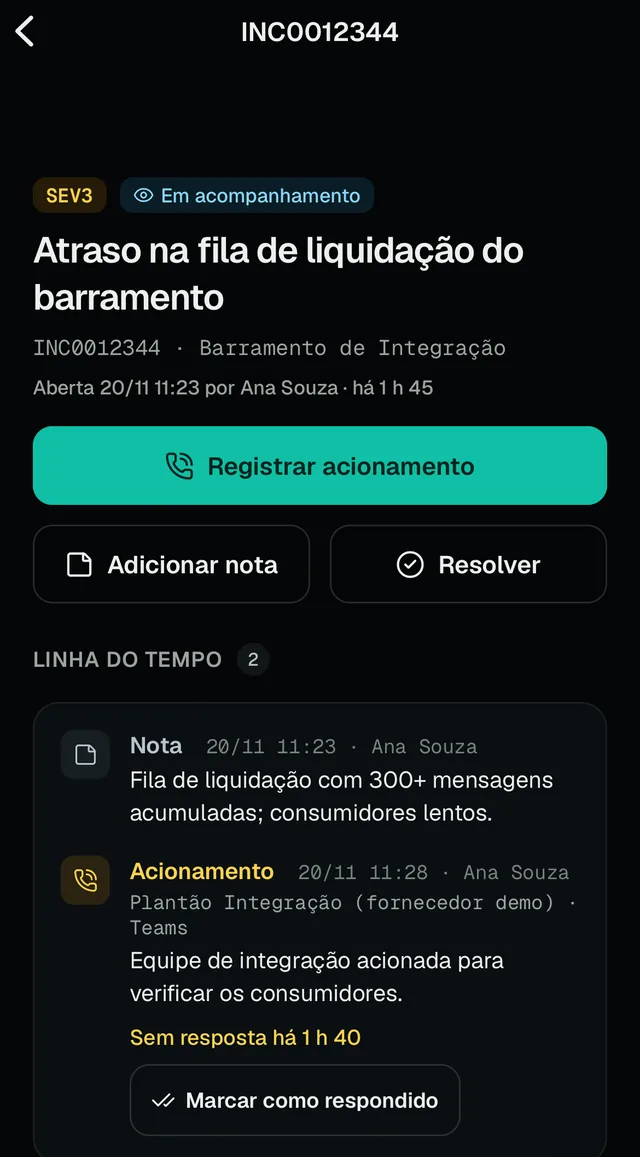 INC0012344
SEV3
Em acompanhamento
Atraso na fila de liquidação do
barramento
INC0012344 · Barramento de Integração
Aberta 20/11 11:23 por Ana Souza · há 1 h 45
Registrar acionamento
Adicionar nota
Resolver
LINHA DO TEMPO 2
Nota 20/11 11:23 · Ana Souza
Fila de liquidação com 300+ mensagens
acumuladas; consumidores lentos.
Acionamento 20/11 11:28 · Ana Souza
Plantão Integração (fornecedor demo) ·
Teams
Equipe de integração acionada para
verificar os consumidores.
Sem resposta há 1 h 40
Marcar como respondido